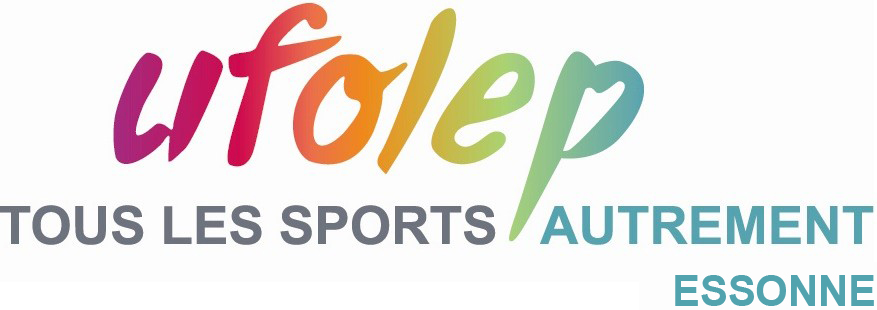 ufolep
TOUS LES SPORTS AUTREMENT
ESSONNE